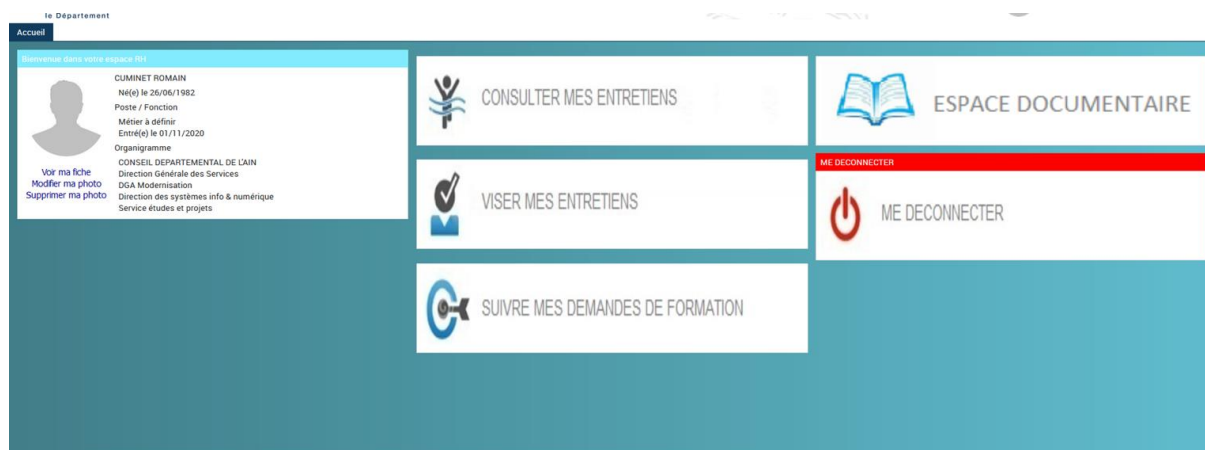 le Département
Accueil
Bienvenue dans votre espace RH
CUMINET ROMAIN
Né(e) le 26/06/1982
Poste / Fonction
Métier à définir
Entré(e) le 01/11/2020
Organigramme
CONSEIL DEPARTEMENTAL DE L'AIN
Direction Générale des Services
DGA Modernisation
Direction des systèmes info & numérique
Service études et projets
Voir ma fiche
Modifier ma photo
Supprimer ma photo
CONSULTER MES ENTRETIENS
VISER MES ENTRETIENS
SUIVRE MES DEMANDES DE FORMATION
ESPACE DOCUMENTAIRE
ME DECONNECTER
ME DECONNECTER